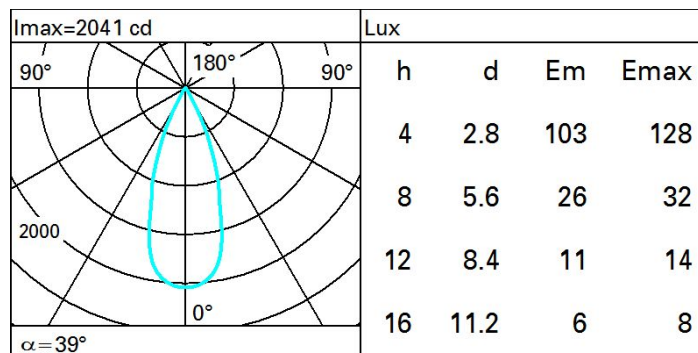 Imax=2041 cd
90° 180° 90°
2000
0°
α=39°
Lux
h d Em Emax
4 2.8 103 128
8 5.6 26 32
12 8.4 11 14
16 11.2 6 8